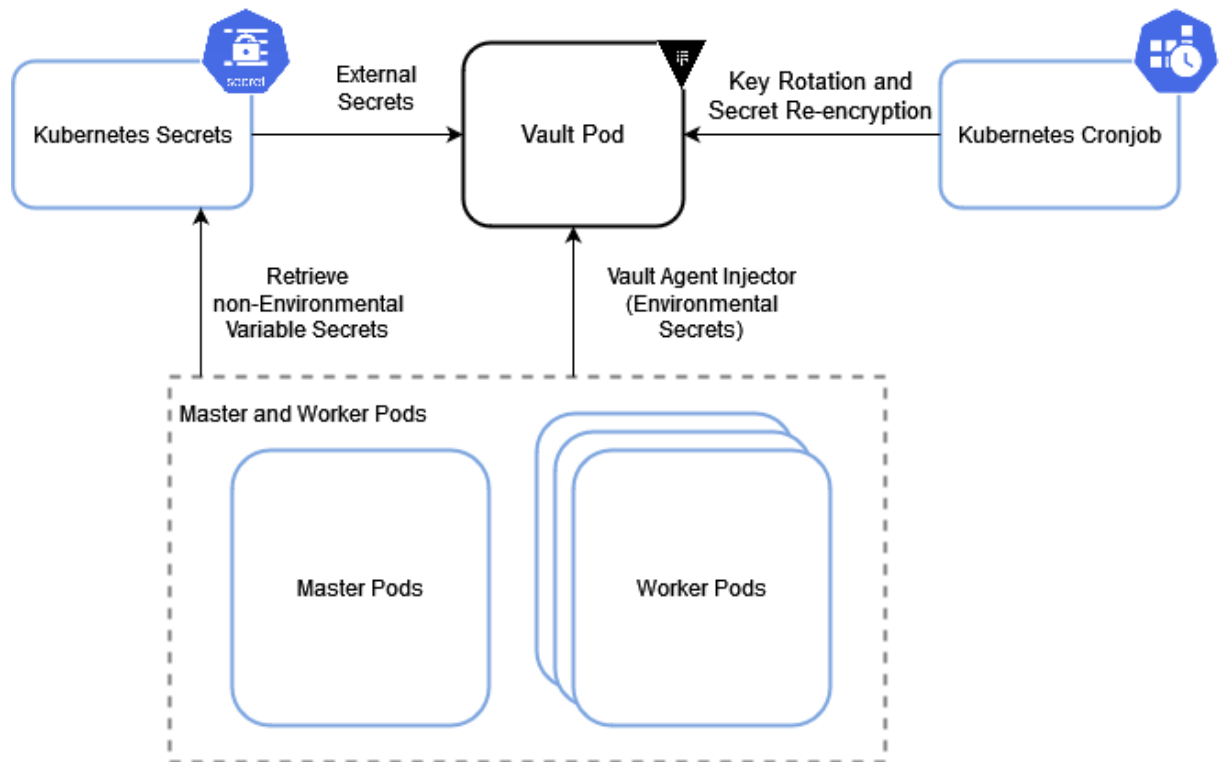 secret
Kubernetes Secrets
External
Secrets
Vault Pod
Key Rotation and
Secret Re-encryption
Kubernetes Cronjob
Retrieve
non-Environmental
Variable Secrets
Vault Agent Injector
(Environmental
Secrets)
Master and Worker Pods
Master Pods
Worker Pods